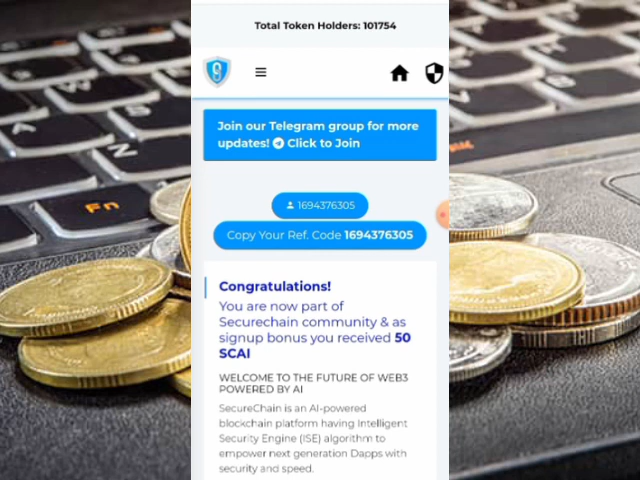 Total Token Holders: 101754
Join our Telegram group for more
updates! Click to Join
1694376305
Copy Your Ref. Code 1694376305
Congratulations!
You are now part of
Securechain community & as
signup bonus you received 50
SCAI
WELCOME TO THE FUTURE OF WEB3
POWERED BY AI
SecureChain is an AI-powered
blockchain platform having Intelligent
Security Engine (ISE) algorithm to
empower next generation Dapps with
security and speed.
Fn